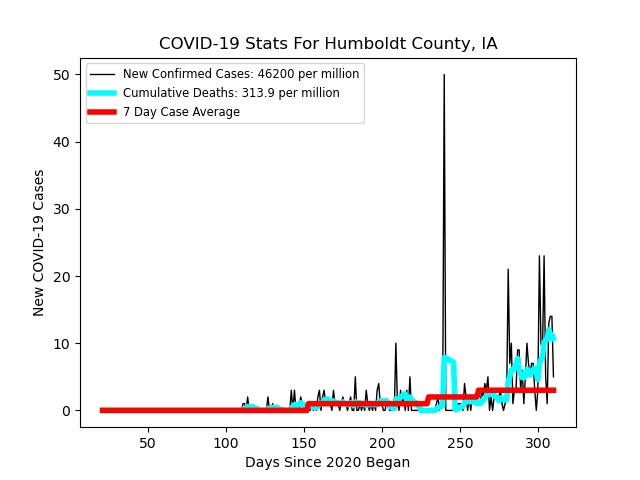 COVID-19 Stats For Humboldt County, IA
New Confirmed Cases: 46200 per million
Cumulative Deaths: 313.9 per million
7 Day Case Average
New COVID-19 Cases
50
40
30
20
10
0
50 100 150 200 250 300
Days Since 2020 Began